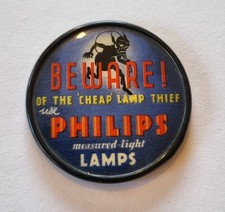 BEWARE!
OF THE CHEAP LAMP THIEF
use
PHILIPS
measured-light
LAMPS